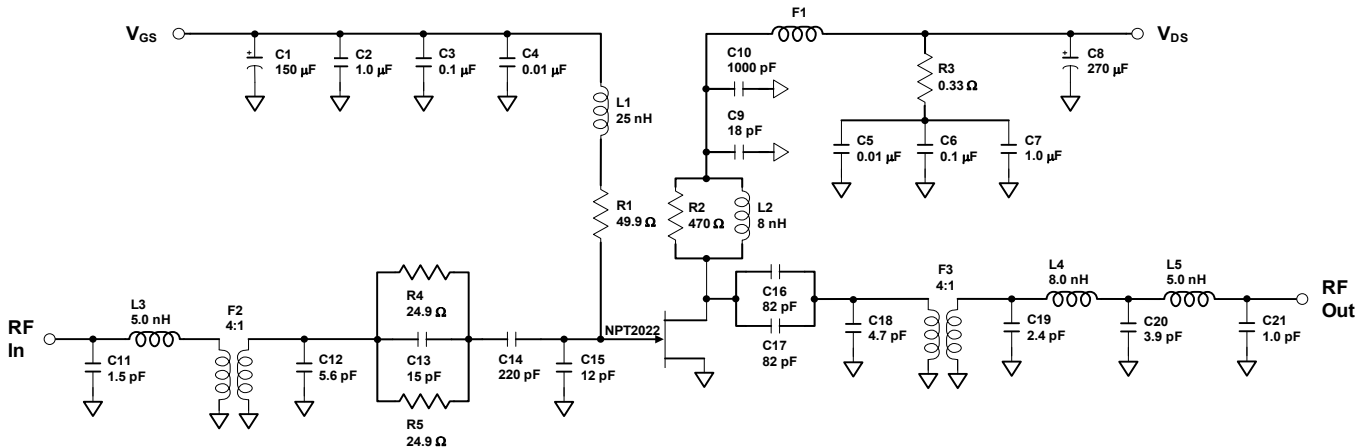 V_GS
C1
150 µF
C2
1.0 µF
C3
0.1 µF
C4
0.01 µF
L1
25 nH
R1
49.9 Ω
F1
V_DS
C10
1000 pF
C9
18 pF
R3
0.33 Ω
C8
270 µF
C5
0.01 µF
C6
0.1 µF
C7
1.0 µF
R2
470 Ω
L2
8 nH
RF
In
C11
1.5 pF
L3
5.0 nH
F2
4:1
C12
5.6 pF
R4
24.9 Ω
C13
15 pF
R5
24.9 Ω
C14
220 pF
C15
12 pF
NPT2022
C16
82 pF
C17
82 pF
C18
4.7 pF
F3
4:1
C19
2.4 pF
L4
8.0 nH
C20
3.9 pF
L5
5.0 nH
C21
1.0 pF
RF
Out
+
+